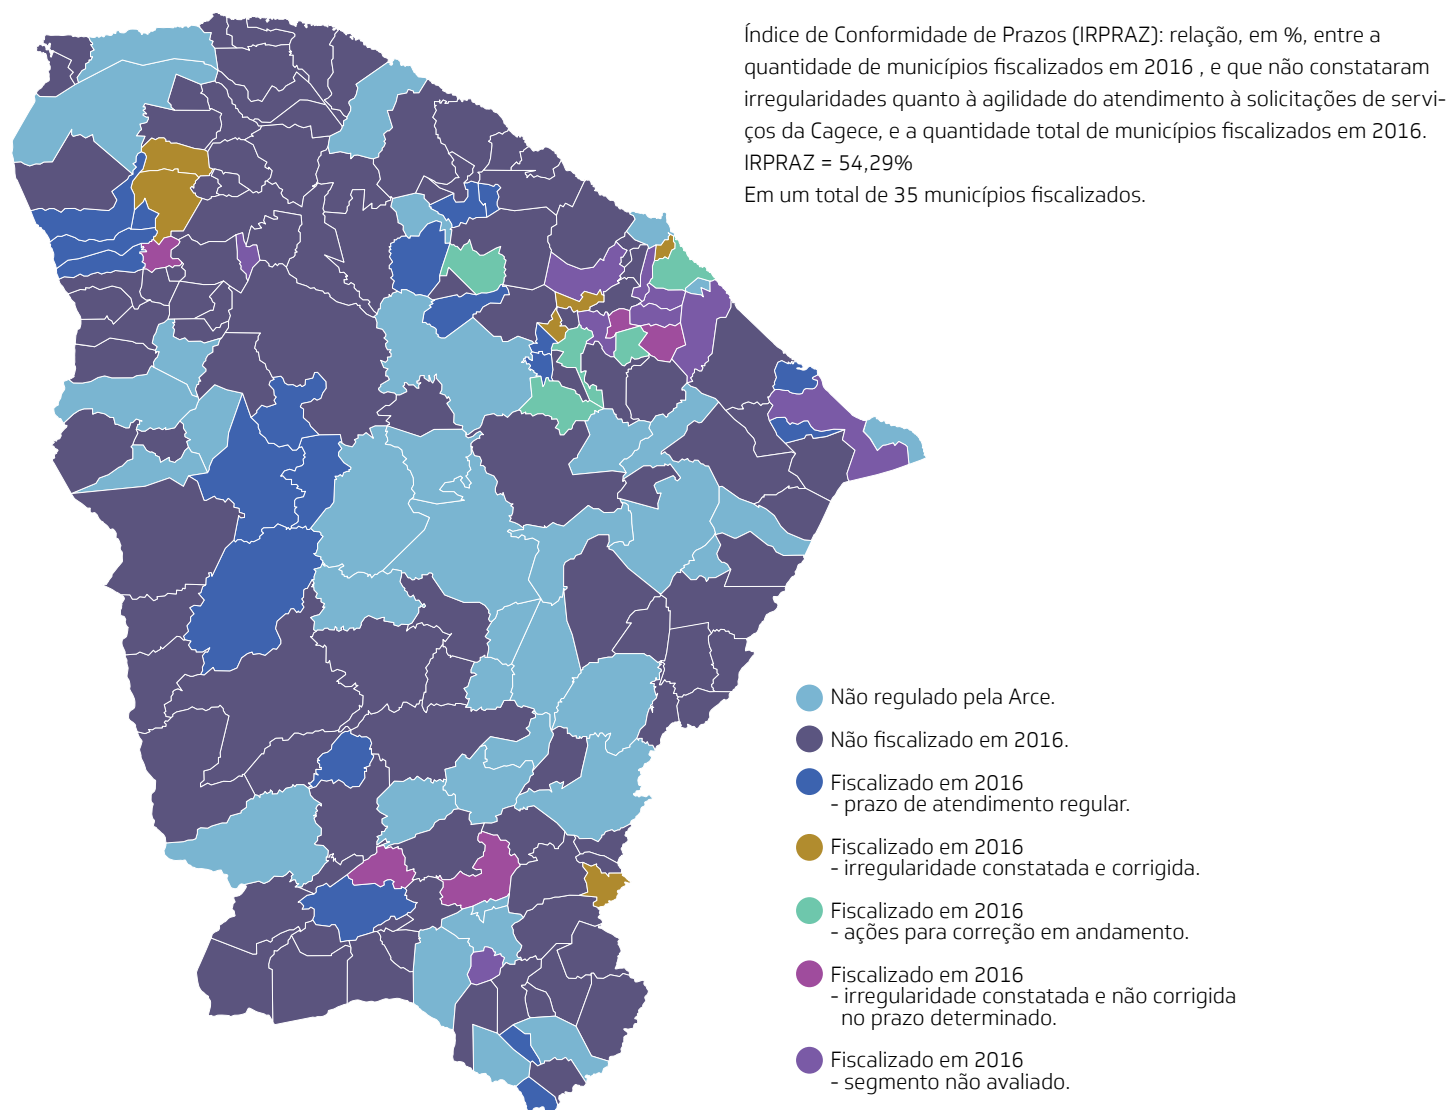 Índice de Conformidade de Prazos (IRPRAZ): relação, em %, entre a
quantidade de municípios fiscalizados em 2016 , e que não constataram
irregularidades quanto à agilidade do atendimento à solicitações de servi-
ços da Cagece, e a quantidade total de municípios fiscalizados em 2016.
IRPRAZ = 54,29%
Em um total de 35 municípios fiscalizados.
Não regulado pela Arce.
Não fiscalizado em 2016.
Fiscalizado em 2016
- prazo de atendimento regular.
Fiscalizado em 2016
- irregularidade constatada e corrigida.
Fiscalizado em 2016
- ações para correção em andamento.
Fiscalizado em 2016
- irregularidade constatada e não corrigida
no prazo determinado.
Fiscalizado em 2016
- segmento não avaliado.